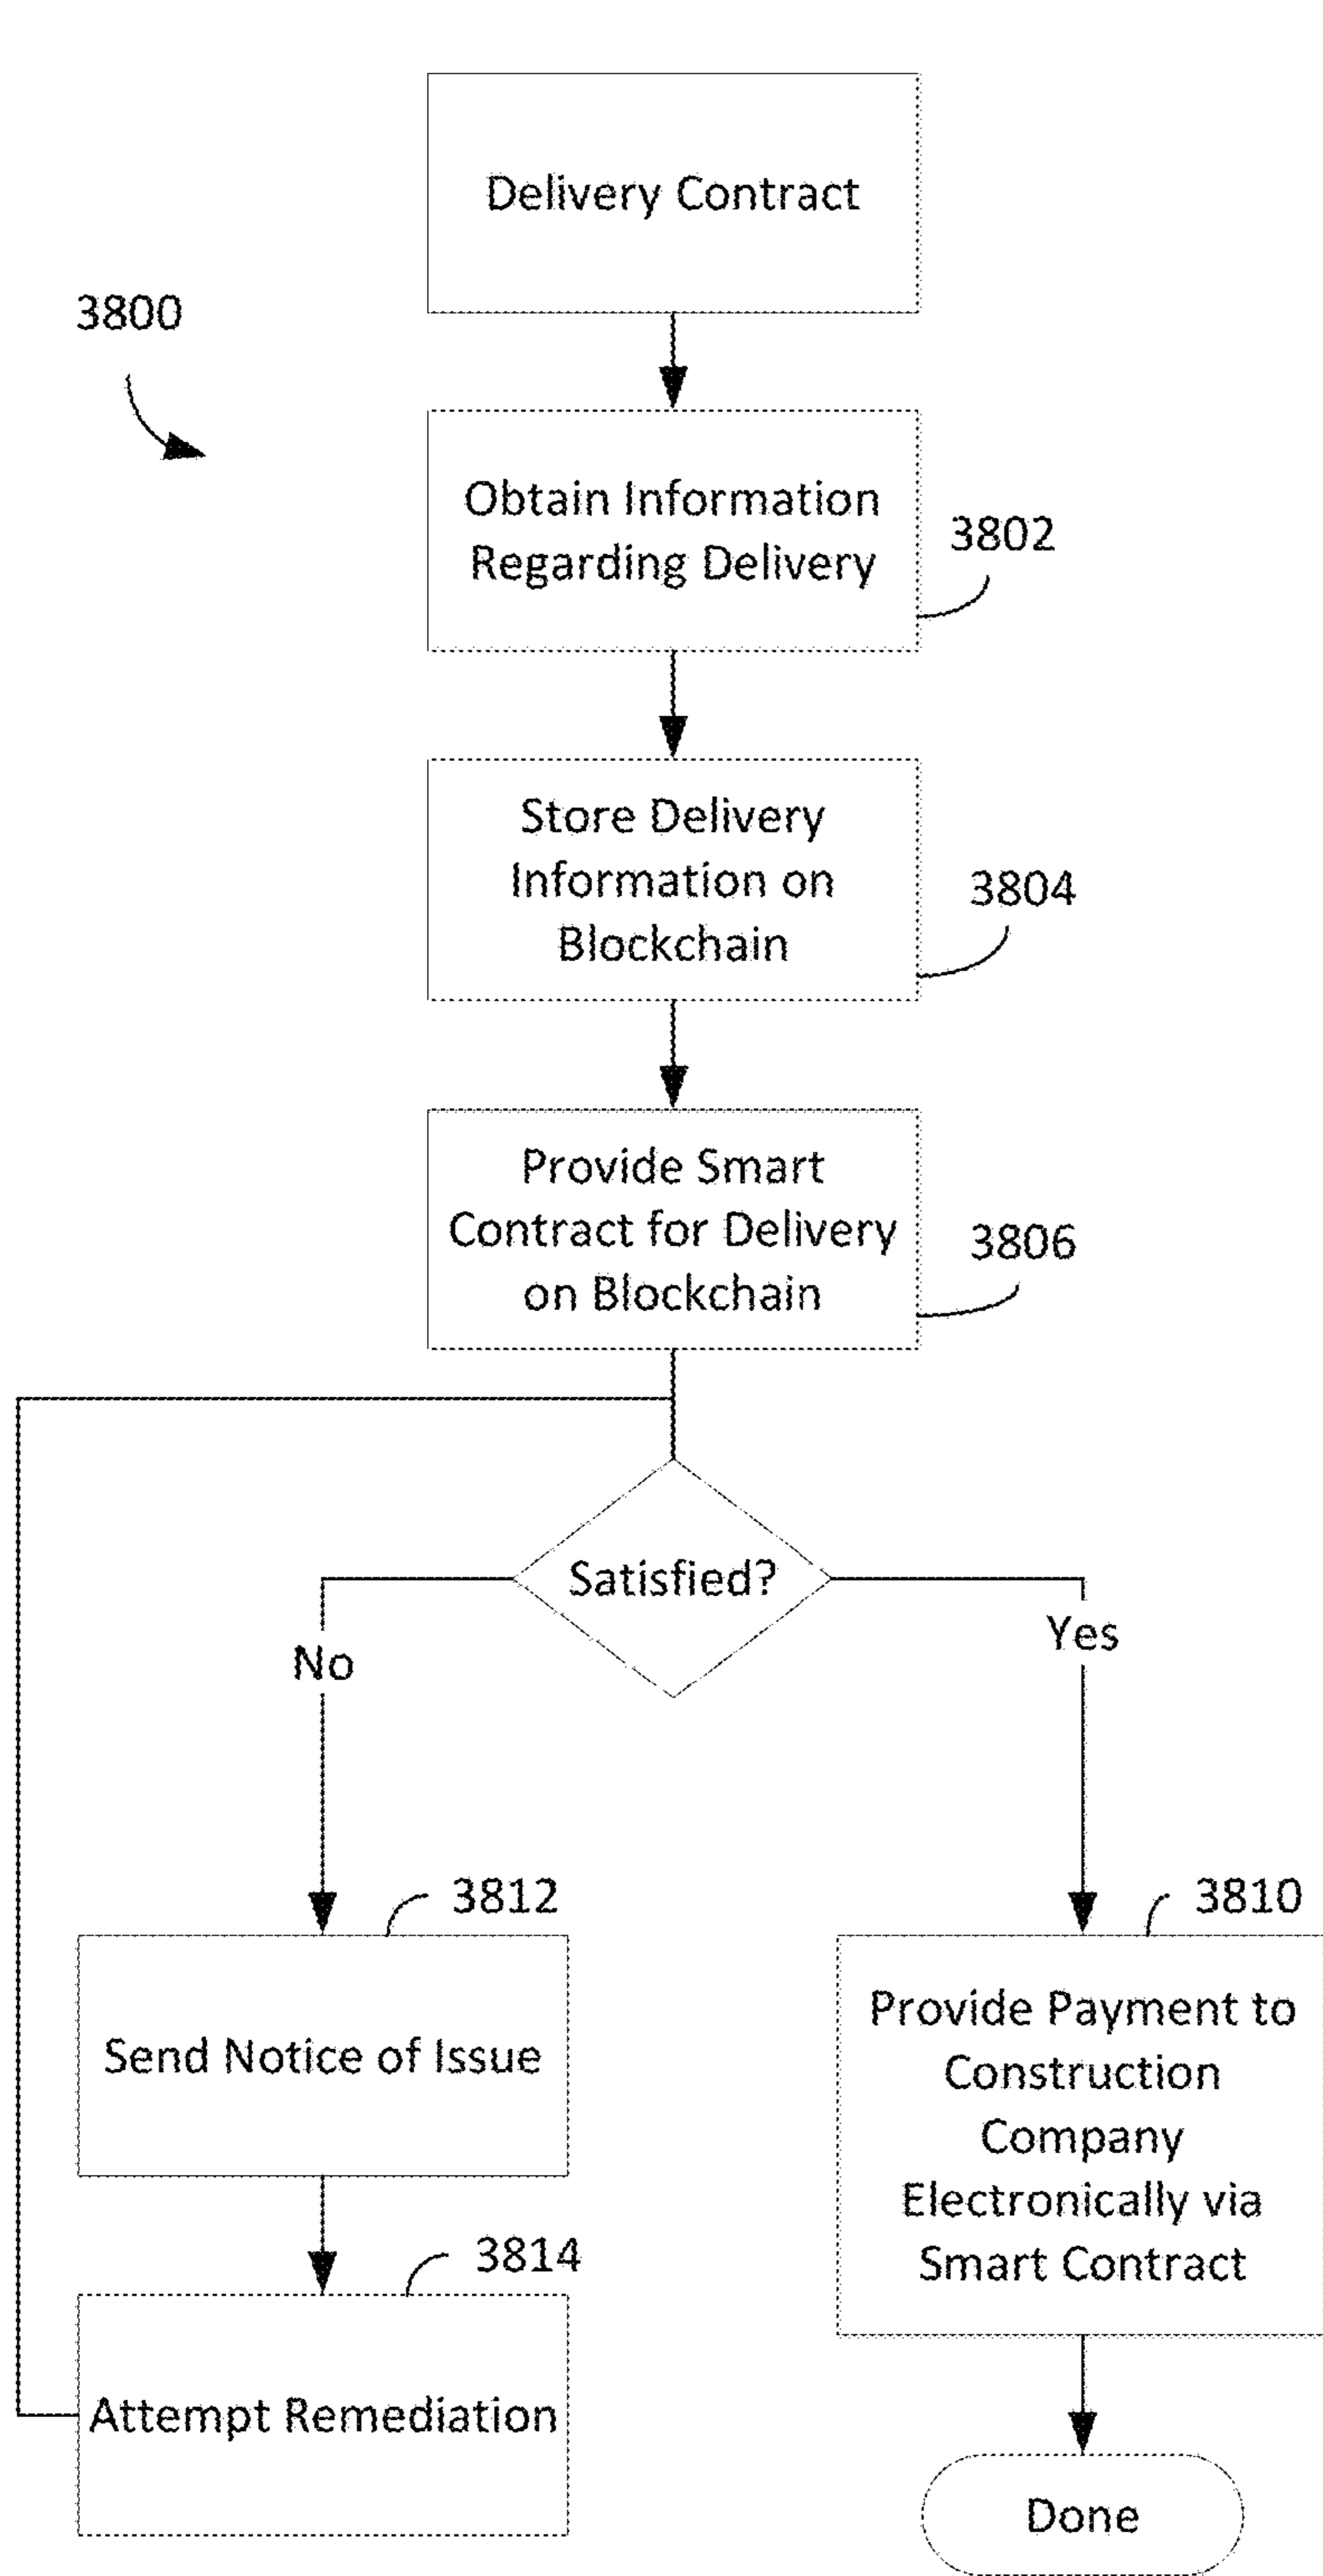 Delivery Contract
3800
Obtain Information
Regarding Delivery
3802
Store Delivery
Information on
Blockchain
3804
Provide Smart
Contract for Delivery
on Blockchain
3806
Satisfied?
No
Yes
3812
3810
Send Notice of Issue
Provide Payment to
Construction
Company
Electronically via
Smart Contract
3814
Attempt Remediation
Done